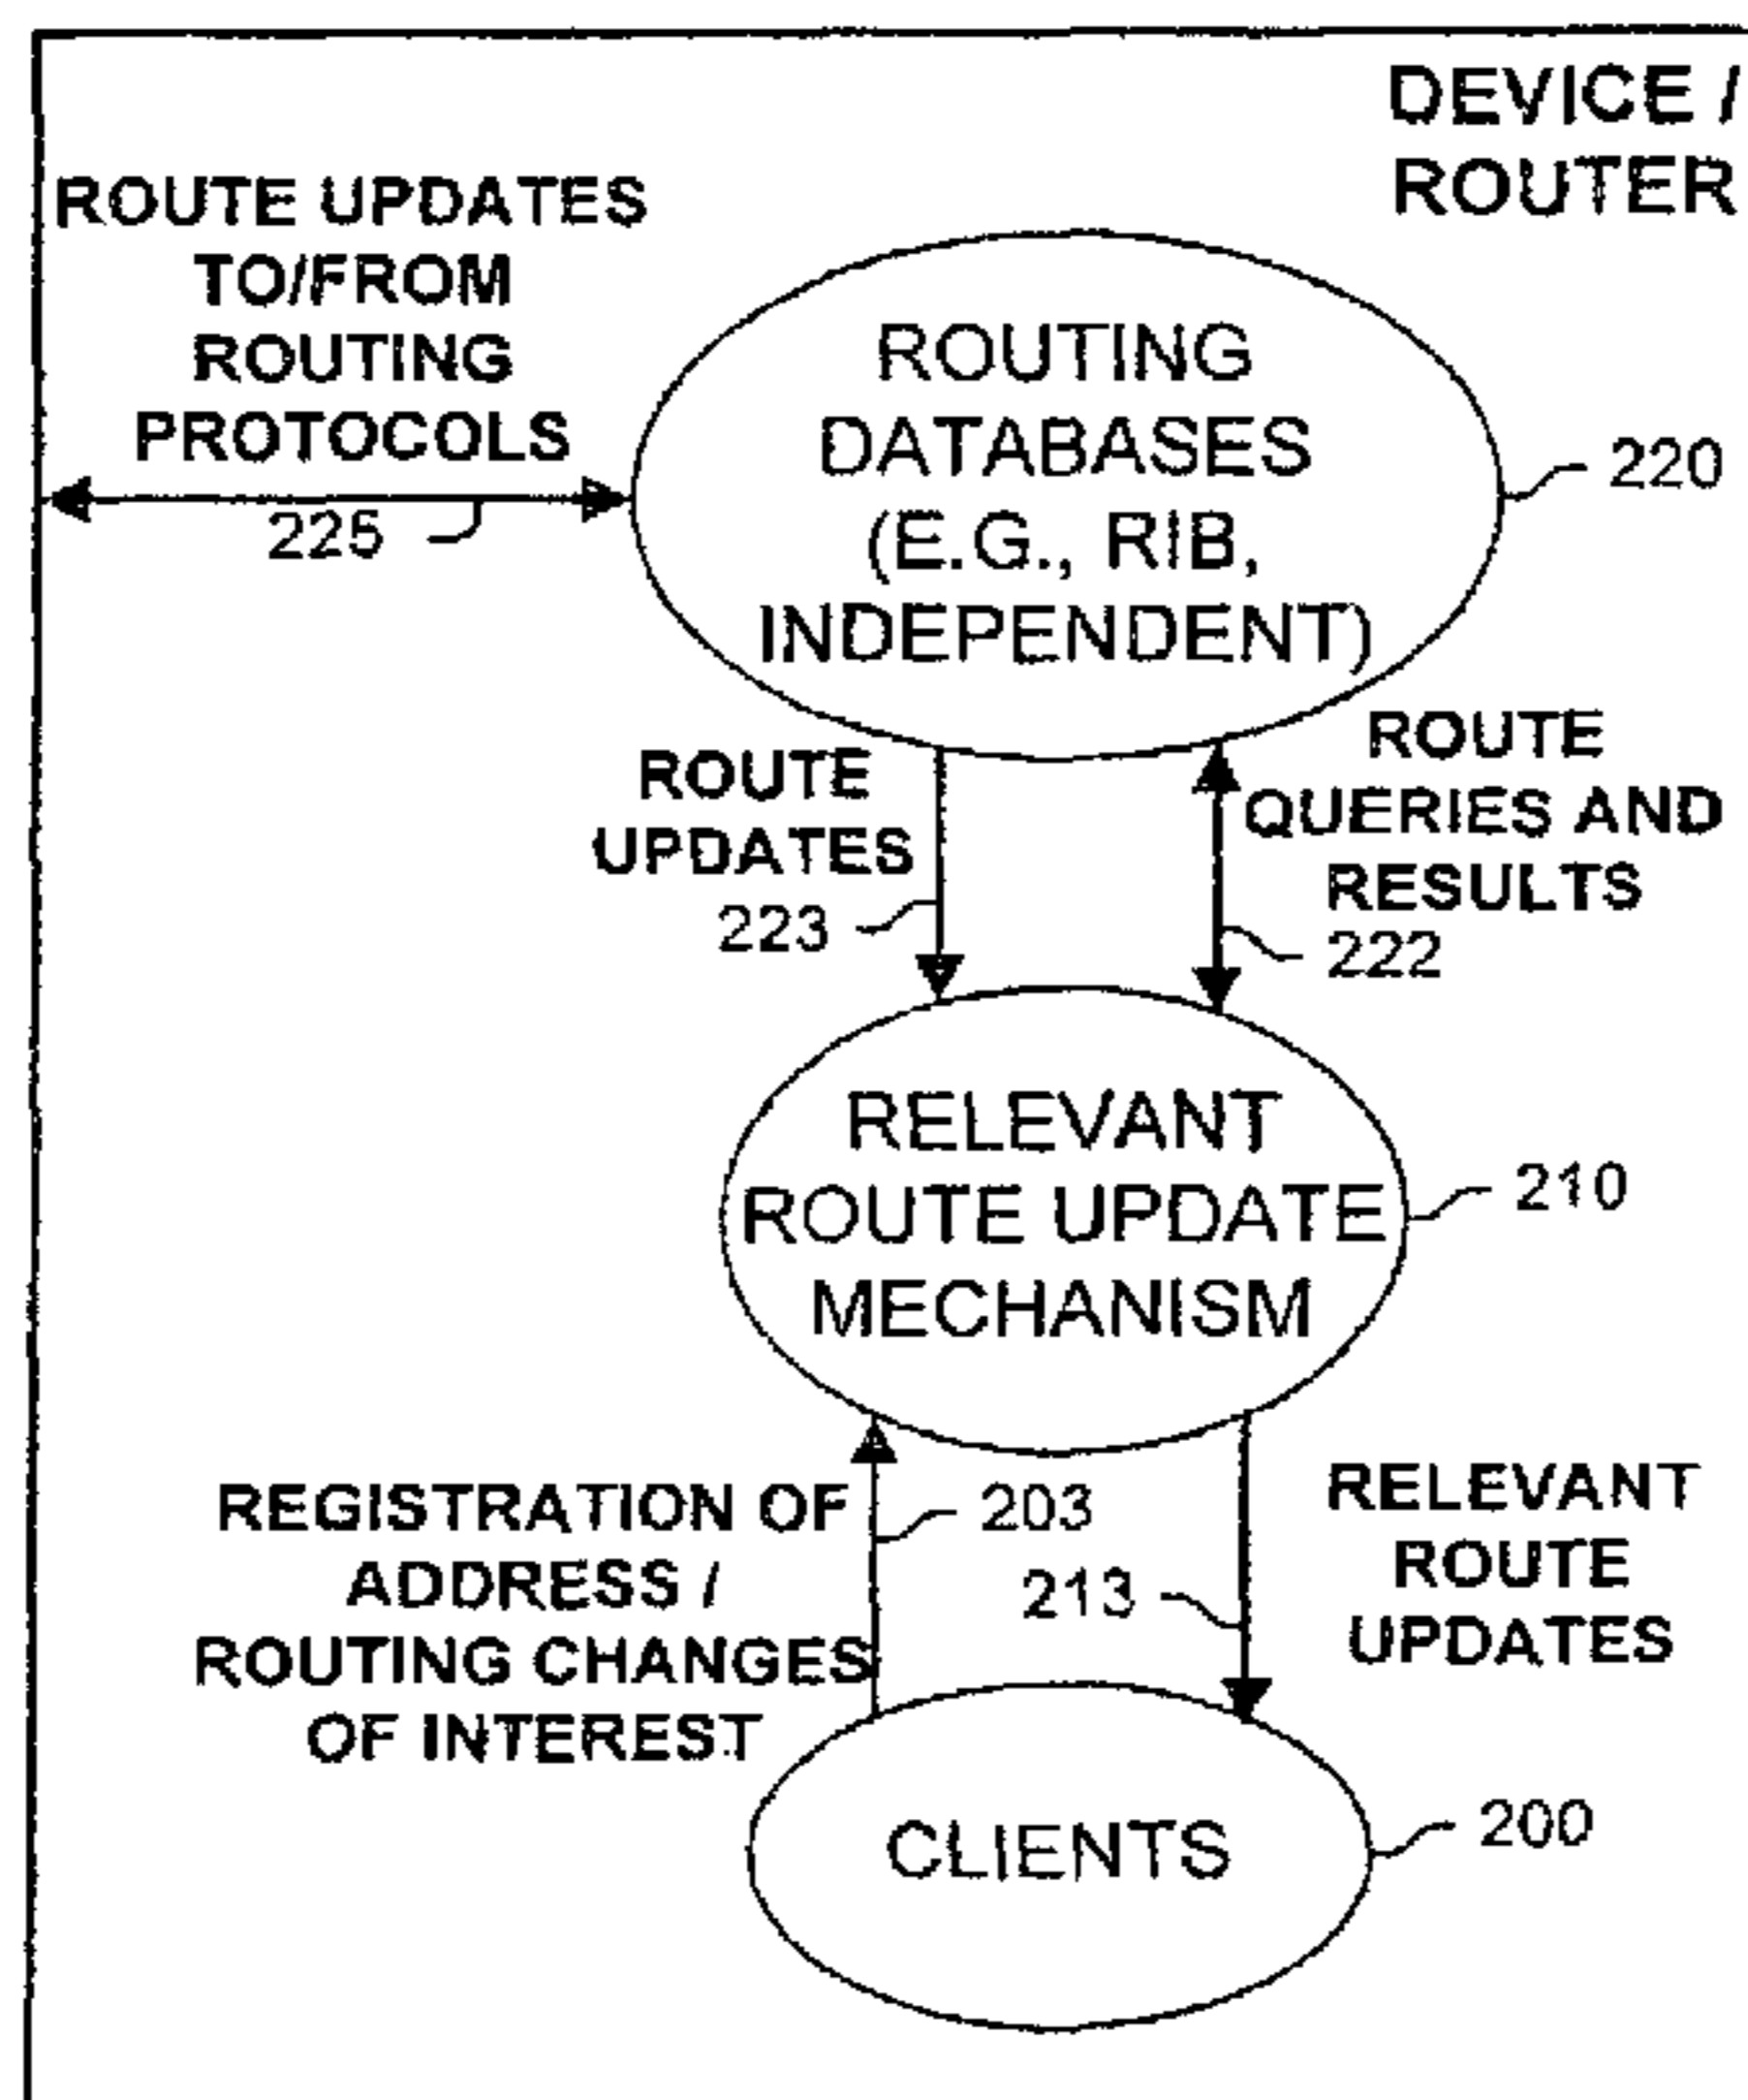 DEVICE /
ROUTER
ROUTE UPDATES
TO/FROM
ROUTING
PROTOCOLS
225
ROUTING
DATABASES
(E.G., RIB,
INDEPENDENT)
220
ROUTE
UPDATES
223
ROUTE
QUERIES AND
RESULTS
222
RELEVANT
ROUTE UPDATE
MECHANISM
210
REGISTRATION OF
ADDRESS /
ROUTING CHANGES
OF INTEREST
203
213
RELEVANT
ROUTE
UPDATES
CLIENTS
200